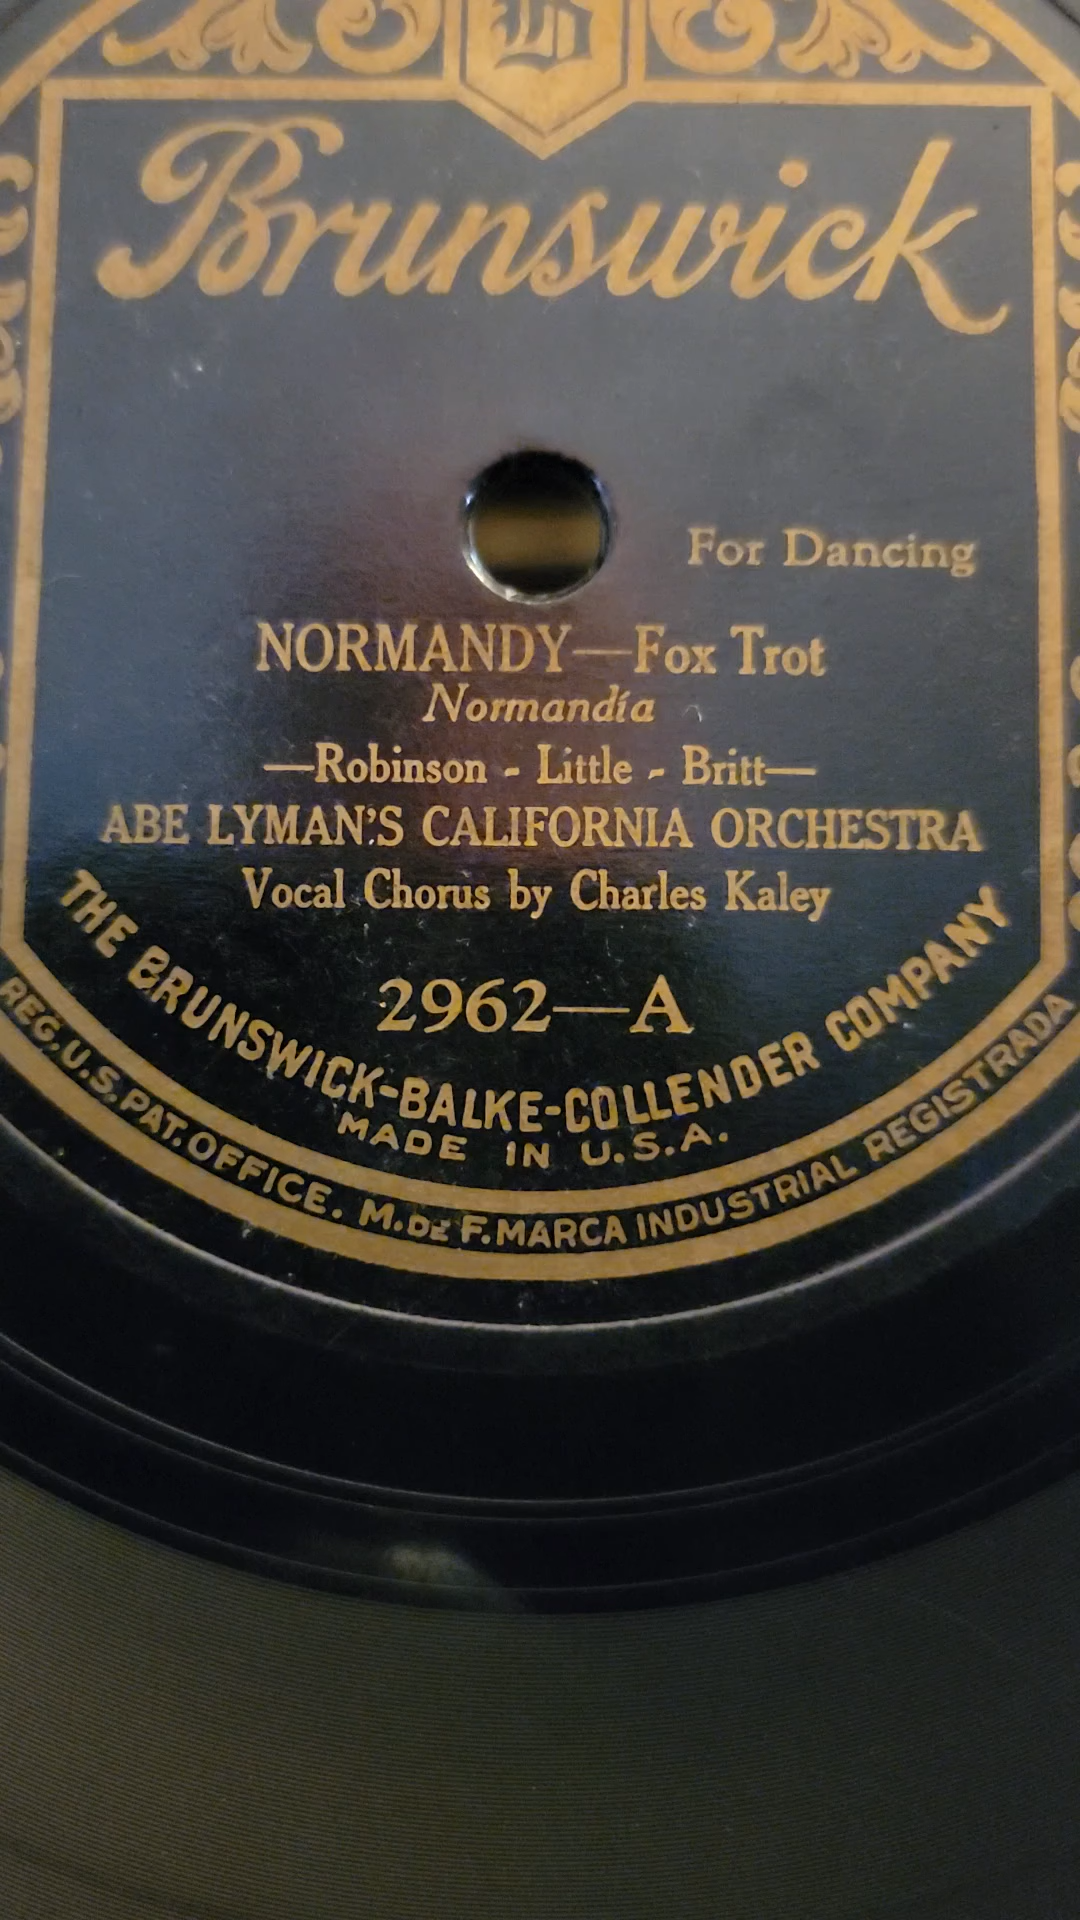 Brunswick
For Dancing
NORMANDY—Fox Trot
Normandía
—Robinson - Little - Britt—
ABE LYMAN'S CALIFORNIA ORCHESTRA
Vocal Chorus by Charles Kaley
2962—A
THE BRUNSWICK-BALKE-COLLENDER COMPANY
MADE IN U.S.A.
REG. U.S. PAT. OFFICE. M. DE F. MARCA INDUSTRIAL REGISTRADA